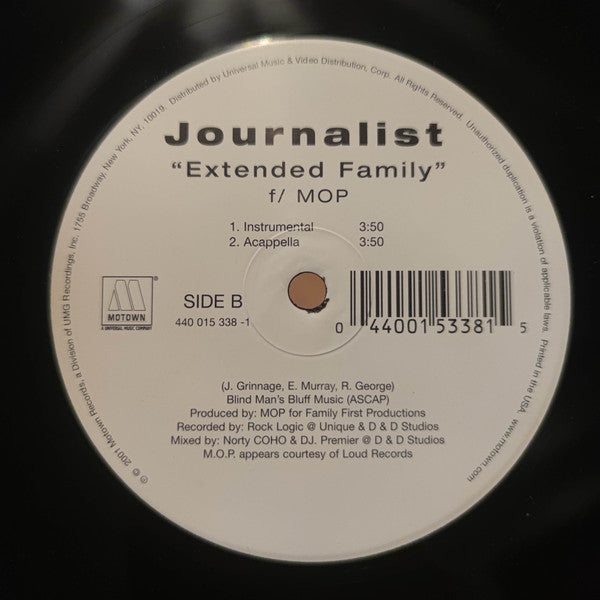 Journalist
“Extended Family”
f/ MOP
1. Instrumental 3:50
2. Acappella 3:50
M
MOTOWN
A UNIVERSAL MUSIC COMPANY
SIDE B
440 015 338 -1
0 44001 53381 5
(J. Grinnage, E. Murray, R. George)
Blind Man's Bluff Music (ASCAP)
Produced by: MOP for Family First Productions
Recorded by: Rock Logic @ Unique & D & D Studios
Mixed by: Norty COHO & DJ. Premier @ D & D Studios
M.O.P. appears courtesy of Loud Records
℗ © 2001 Motown Records, a Division of UMG Recordings, Inc. 1755 Broadway, New York, NY, 10019. Distributed by Universal Music & Video Distribution, Corp. All Rights Reserved. Unauthorized duplication is a violation of applicable laws. Printed in the USA. www.motown.com